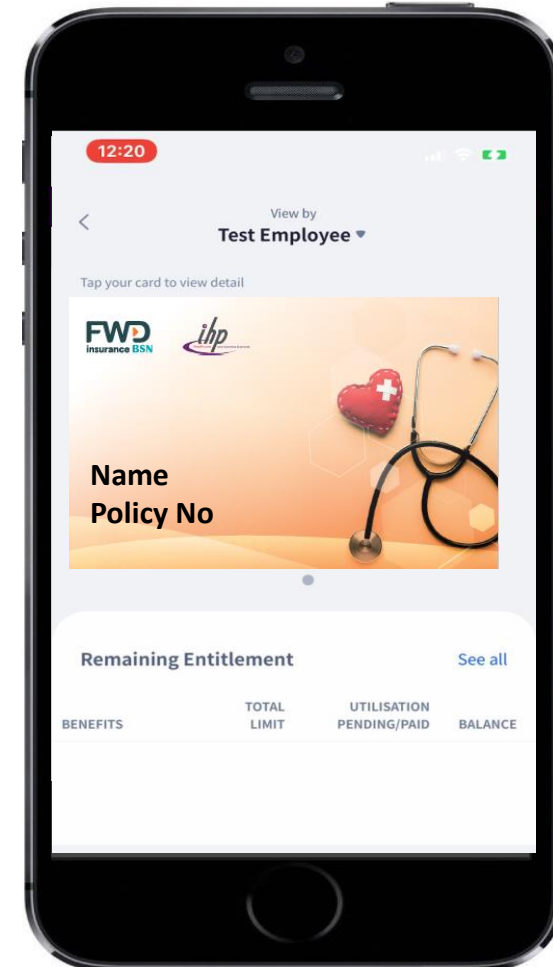 12:20
View by
Test Employee
Tap your card to view detail
FWD
insurance BSN
ihp
Name
Policy No
Remaining Entitlement
See all
BENEFITS
TOTAL LIMIT
UTILISATION PENDING/PAID
BALANCE